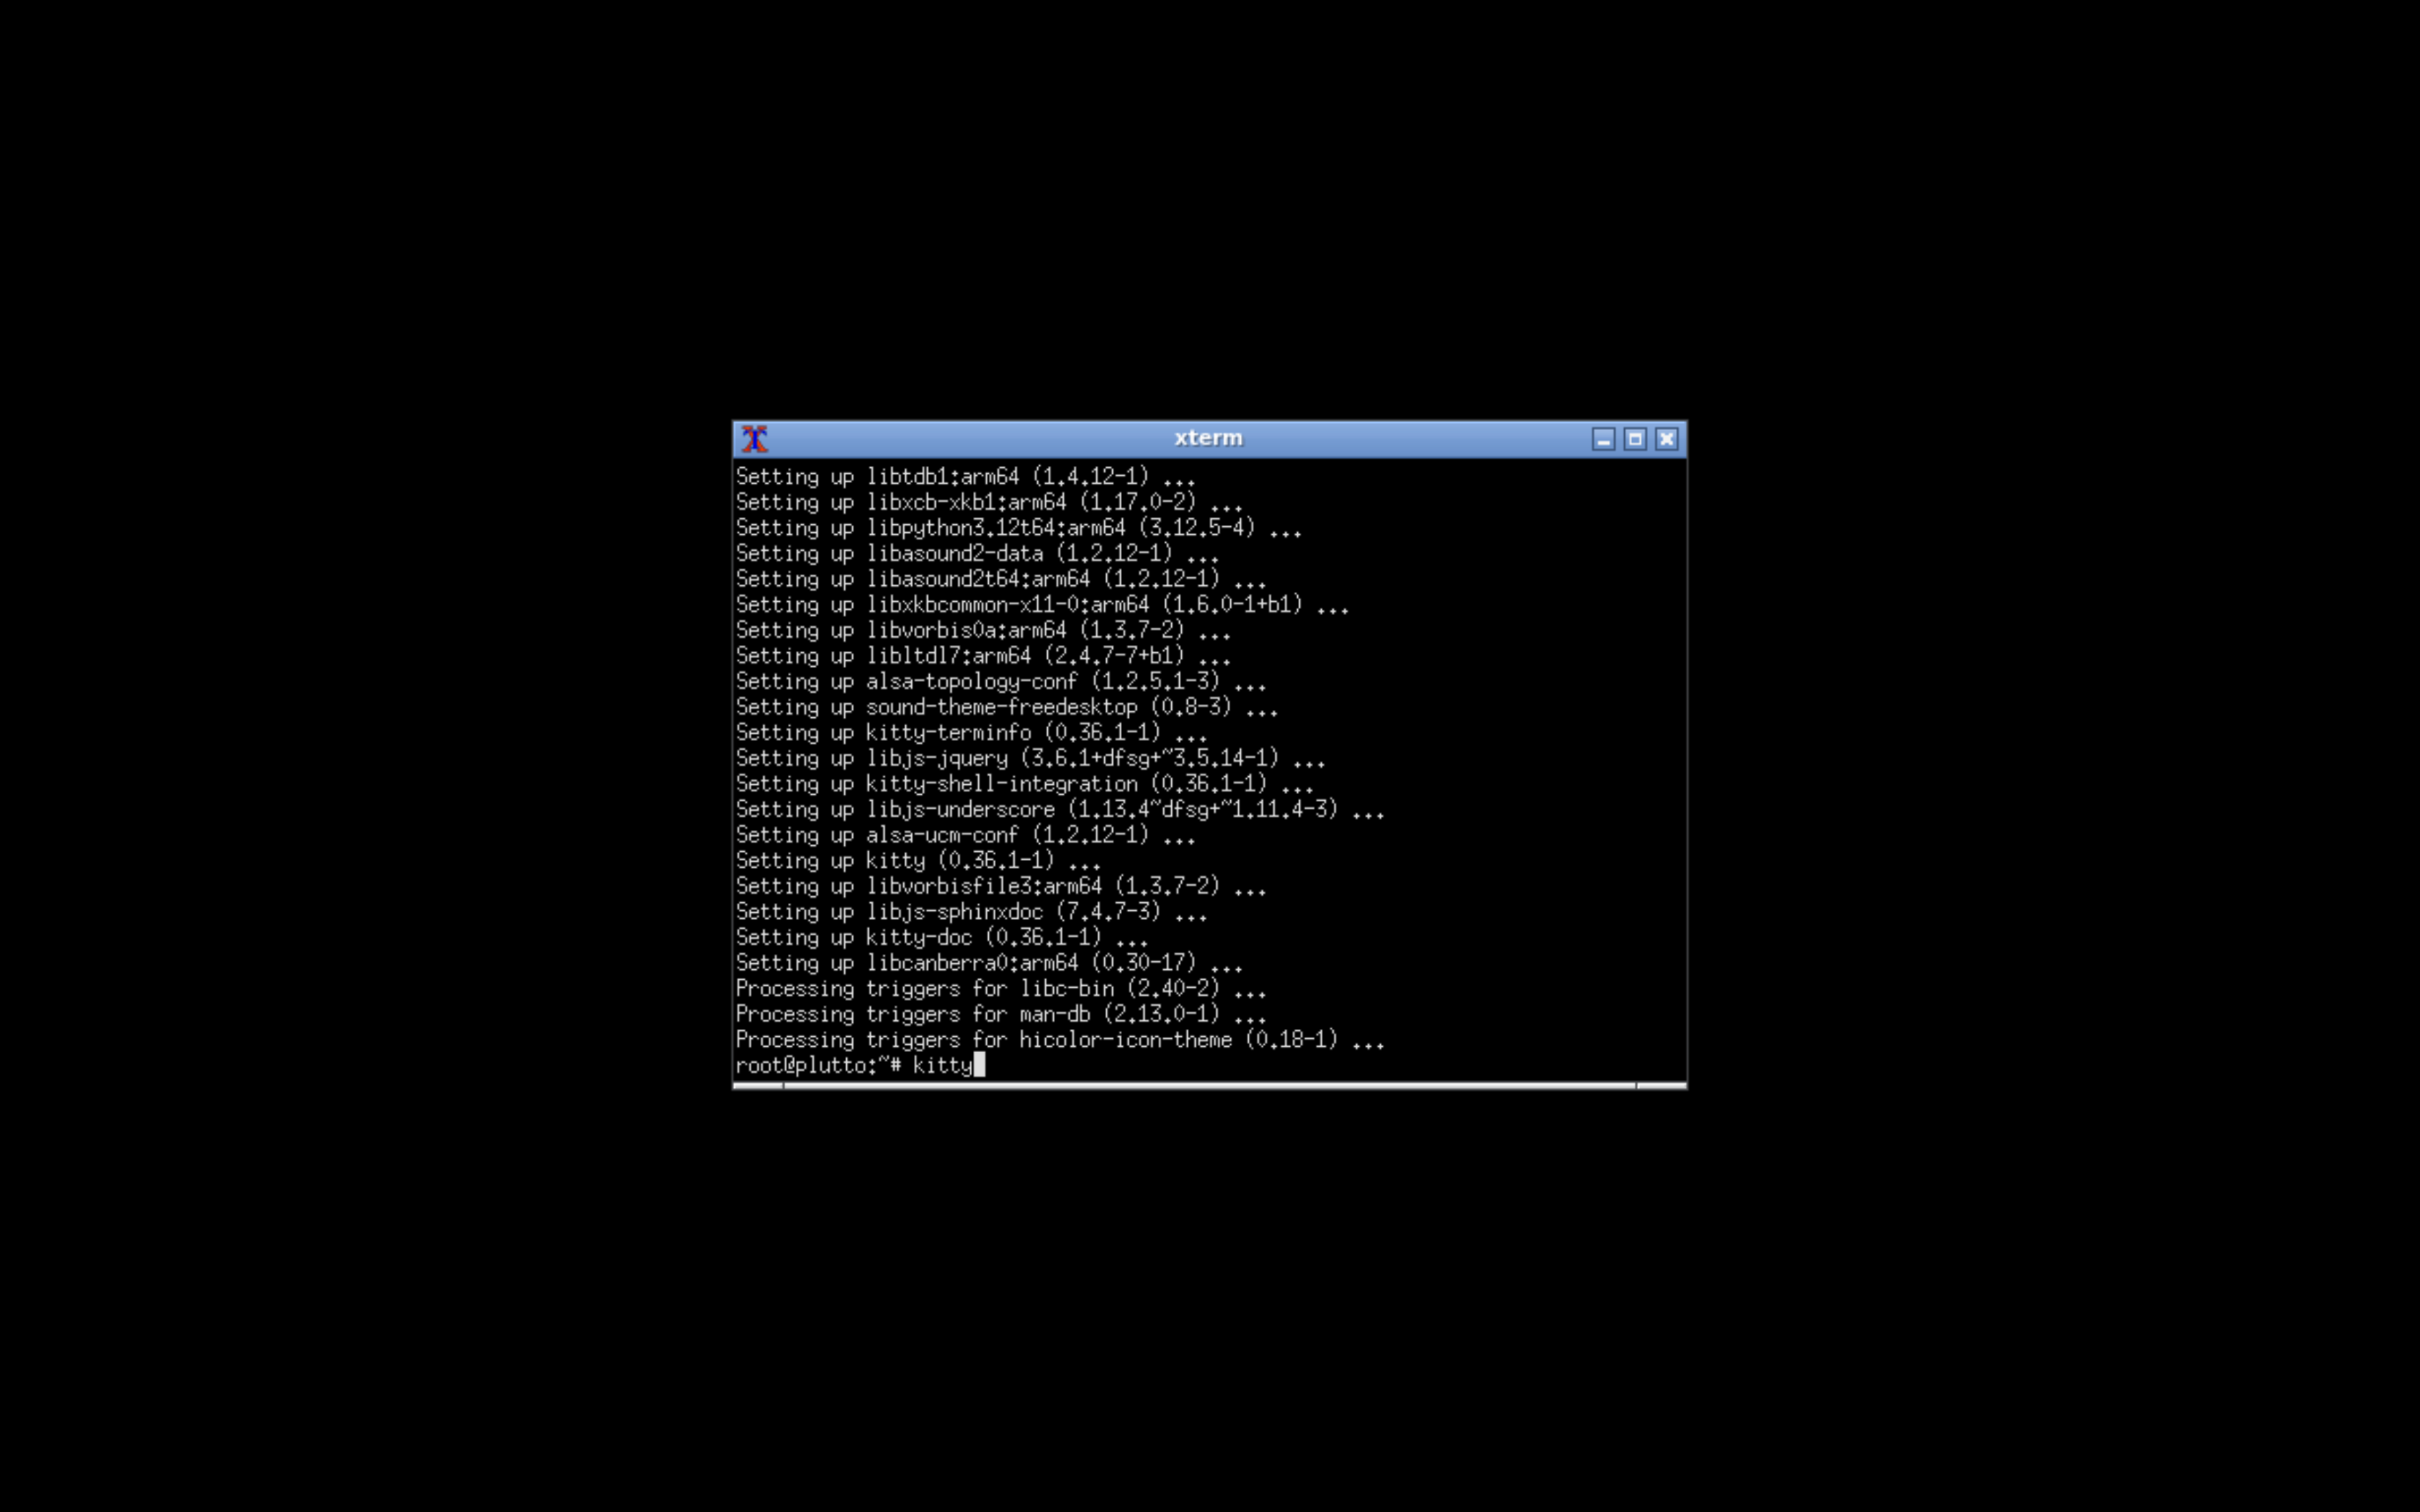 xterm
Setting up libtdb1:arm64 (1.4.12-1) ...
Setting up libxcb-xkb1:arm64 (1.17.0-2) ...
Setting up libpython3.12t64:arm64 (3.12.5-4) ...
Setting up libasound2-data (1.2.12-1) ...
Setting up libasound2t64:arm64 (1.2.12-1) ...
Setting up libxkbcommon-x11-0:arm64 (1.6.0-1+b1) ...
Setting up libvorbis0a:arm64 (1.3.7-2) ...
Setting up libltdl7:arm64 (2.4.7-7+b1) ...
Setting up alsa-topology-conf (1.2.5.1-3) ...
Setting up sound-theme-freedesktop (0.8-3) ...
Setting up kitty-terminfo (0.36.1-1) ...
Setting up libjs-jquery (3.6.1+dfsg+~3.5.14-1) ...
Setting up kitty-shell-integration (0.36.1-1) ...
Setting up libjs-underscore (1.13.4~dfsg+~1.11.4-3) ...
Setting up alsa-ucm-conf (1.2.12-1) ...
Setting up kitty (0.36.1-1) ...
Setting up libvorbisfile3:arm64 (1.3.7-2) ...
Setting up libjs-sphinxdoc (7.4.7-3) ...
Setting up kitty-doc (0.36.1-1) ...
Setting up libcanberra0:arm64 (0.30-17) ...
Processing triggers for libc-bin (2.40-2) ...
Processing triggers for man-db (2.13.0-1) ...
Processing triggers for hicolor-icon-theme (0.18-1) ...
root@plutto:~# kitty